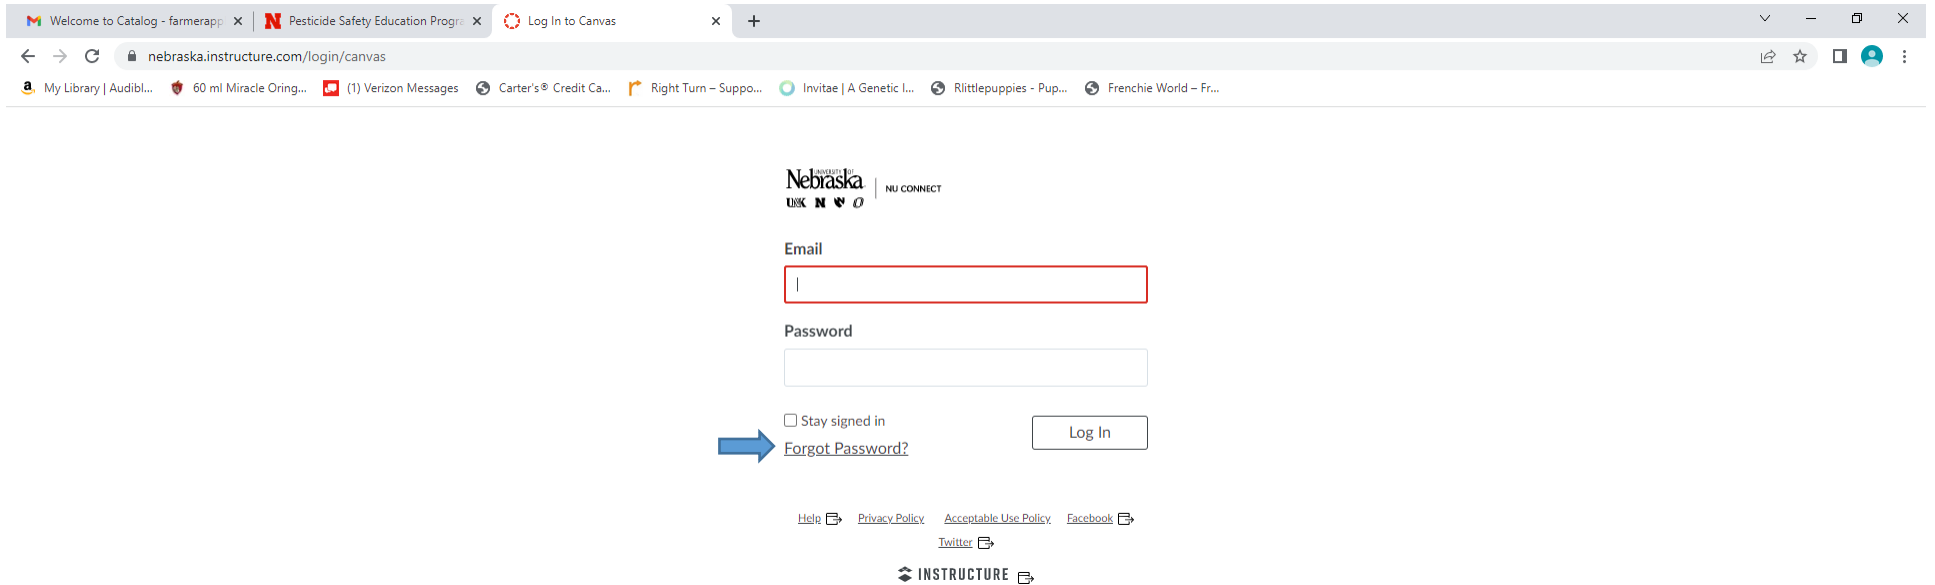 Welcome to Catalog - farmerapp
Pesticide Safety Education Progra
Log In to Canvas
nebraska.instructure.com/login/canvas
My Library | Audibl...
60 ml Miracle Oring...
(1) Verizon Messages
Carter's® Credit Ca...
Right Turn – Suppo...
Invitae | A Genetic I...
Rlittlepuppies - Pup...
Frenchie World – Fr...
UNIVERSITY OF
Nebraska
NU CONNECT
UNK N O
Email
Password
Stay signed in
Log In
Forgot Password?
Help Privacy Policy Acceptable Use Policy Facebook
Twitter
INSTRUCTURE